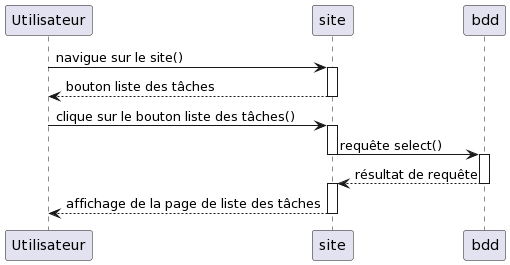 Utilisateur site bdd
navigue sur le site()
bouton liste des tâches
clique sur le bouton liste des tâches()
requête select()
résultat de requête
affichage de la page de liste des tâches
Utilisateur site bdd